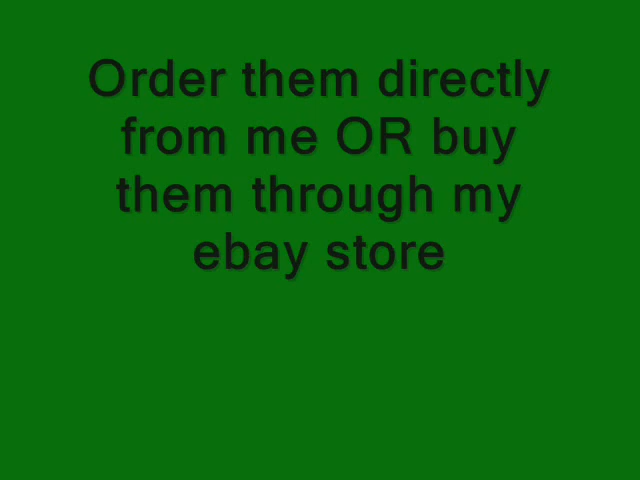 Order them directly
from me OR buy
them through my
ebay store